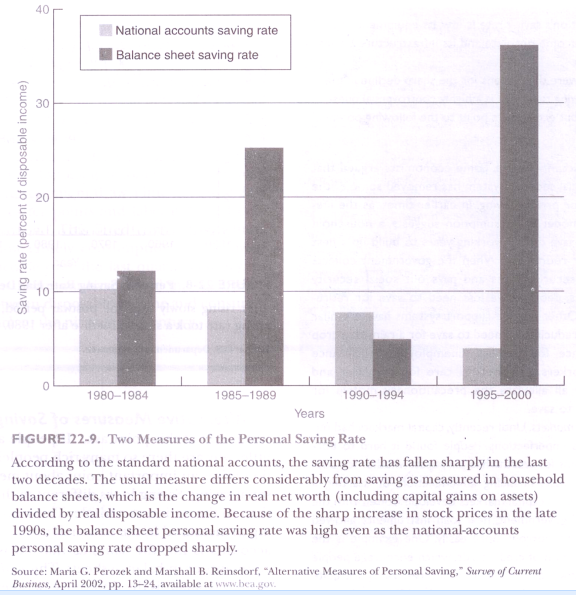 40
National accounts saving rate
Balance sheet saving rate
30
20
10
0
Saving rate (percent of disposable income)
1980–1984
1985–1989
1990–1994
1995–2000
Years
FIGURE 22-9. Two Measures of the Personal Saving Rate
According to the standard national accounts, the saving rate has fallen sharply in the last
two decades. The usual measure differs considerably from saving as measured in household
balance sheets, which is the change in real net worth (including capital gains on assets)
divided by real disposable income. Because of the sharp increase in stock prices in the late
1990s, the balance sheet personal saving rate was high even as the national-accounts
personal saving rate dropped sharply.
Source: Maria G. Perozek and Marshall B. Reinsdorf, “Alternative Measures of Personal Saving,” Survey of Current
Business, April 2002, pp. 13–24, available at www.bea.gov.